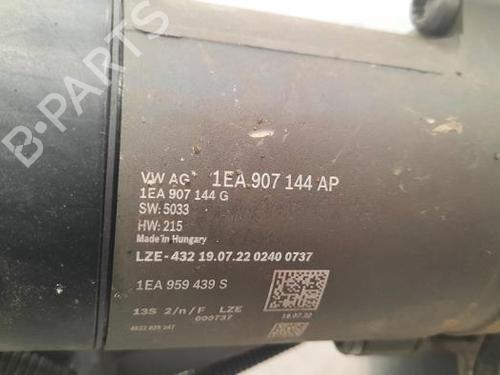 B-PARTS
VW AG 1EA 907 144 AP
1EA 907 144 G
SW: 5033
HW: 215
Made in Hungary
LZE-432 19.07.22 0240 0737
1EA 959 439 S
13S 2/n/F LZE
000737
19.07.22